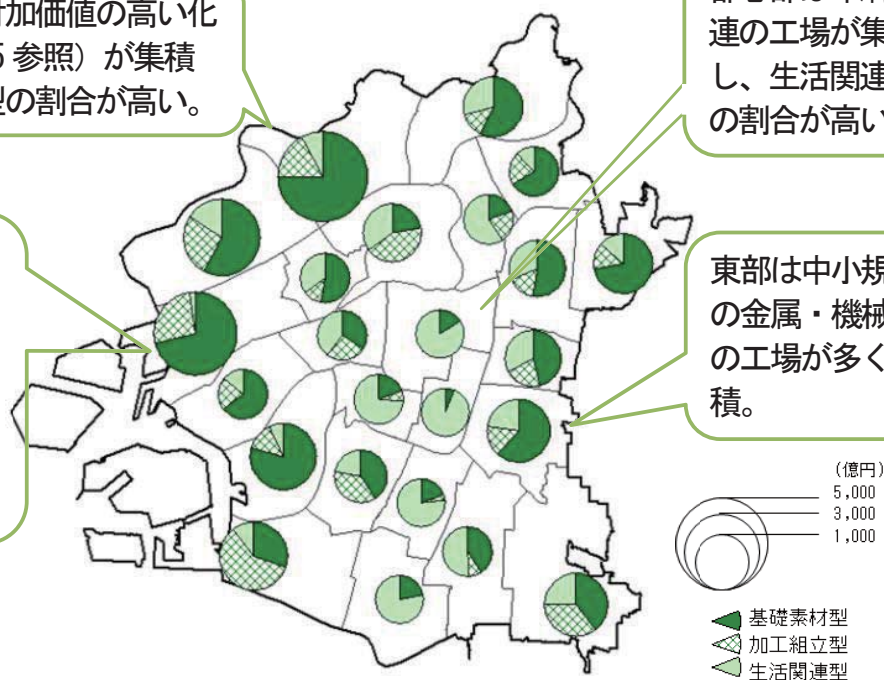 付加価値の高い化
5 参照）が集積
型の割合が高い。
連の工場が集
し、生活関連
の割合が高い
東部は中小規
の金属・機械
の工場が多く
積。
(億円)
5,000
3,000
1,000
基礎素材型
加工組立型
生活関連型